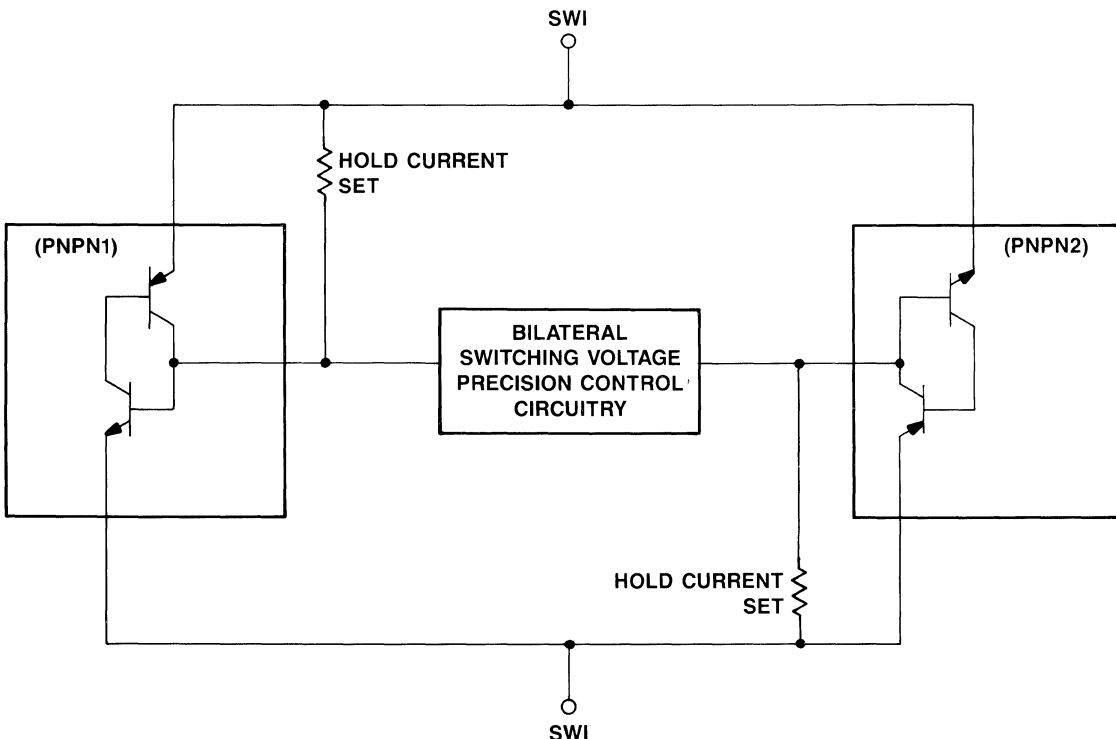 SWI
HOLD CURRENT
SET
(PNPN1)
(PNPN2)
BILATERAL
SWITCHING VOLTAGE
PRECISION CONTROL
CIRCUITRY
HOLD CURRENT
SET
SWI